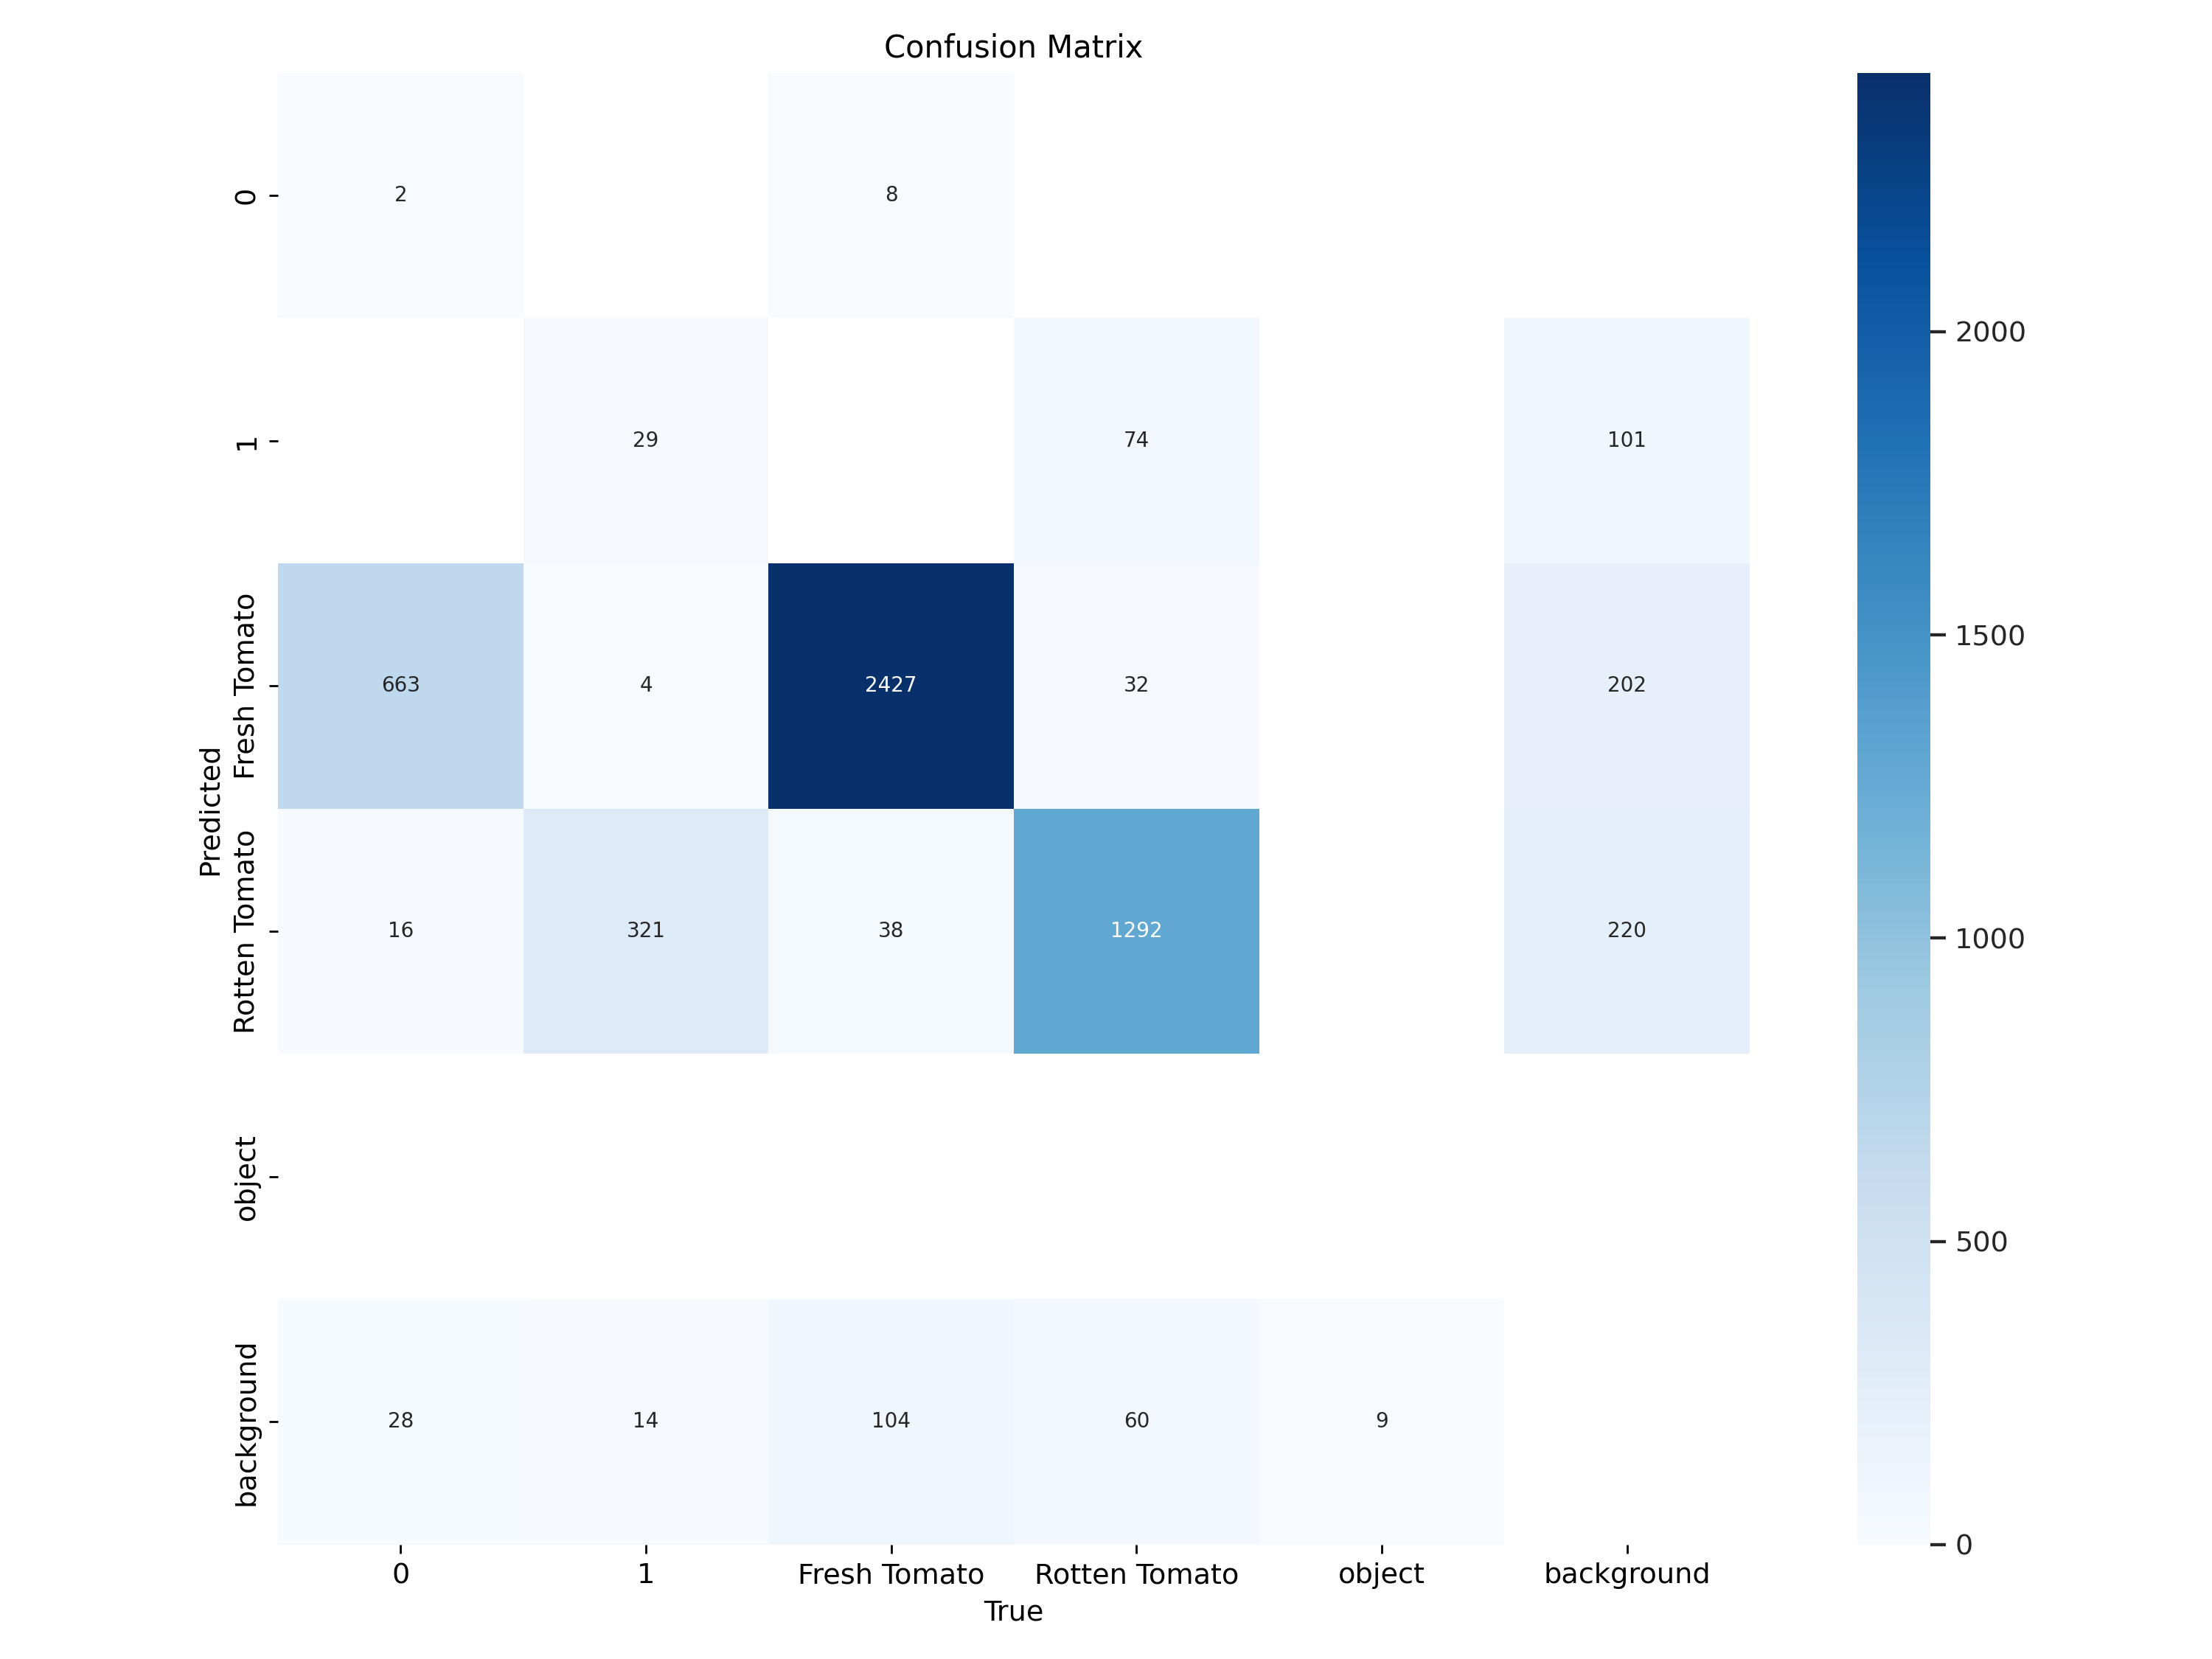 Confusion Matrix
0
2 8
1
29 74 101
Fresh Tomato
663 4 2427 32 202
Rotten Tomato
16 321 38 1292 220
object
background
28 14 104 60 9
Predicted
0 1 Fresh Tomato Rotten Tomato object background
True
2000
1500
1000
500
0